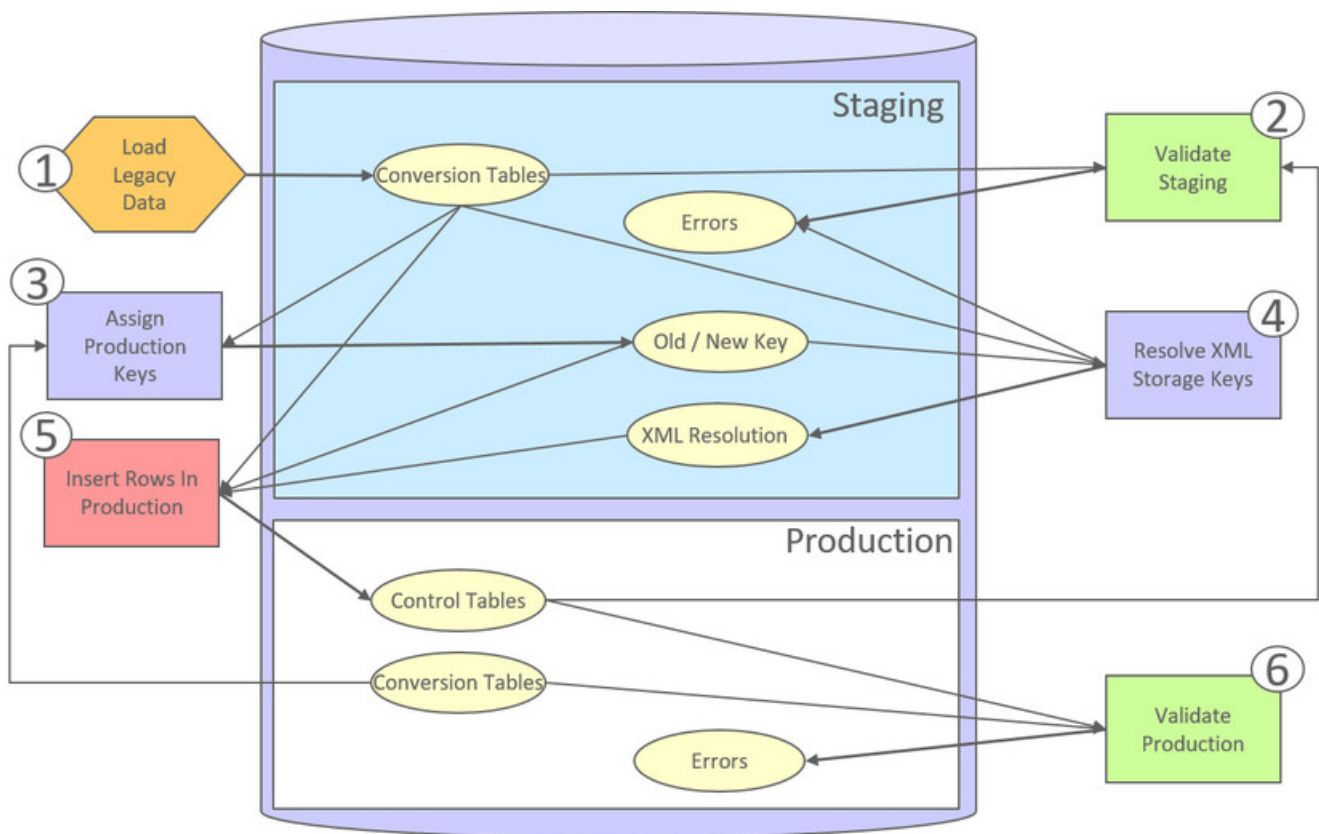 Staging
2
Validate
Staging
1
Load
Legacy
Data
Conversion Tables
Errors
3
Assign
Production
Keys
Old / New Key
4
Resolve XML
Storage Keys
XML Resolution
5
Insert Rows In
Production
Production
Control Tables
Conversion Tables
6
Validate
Production
Errors